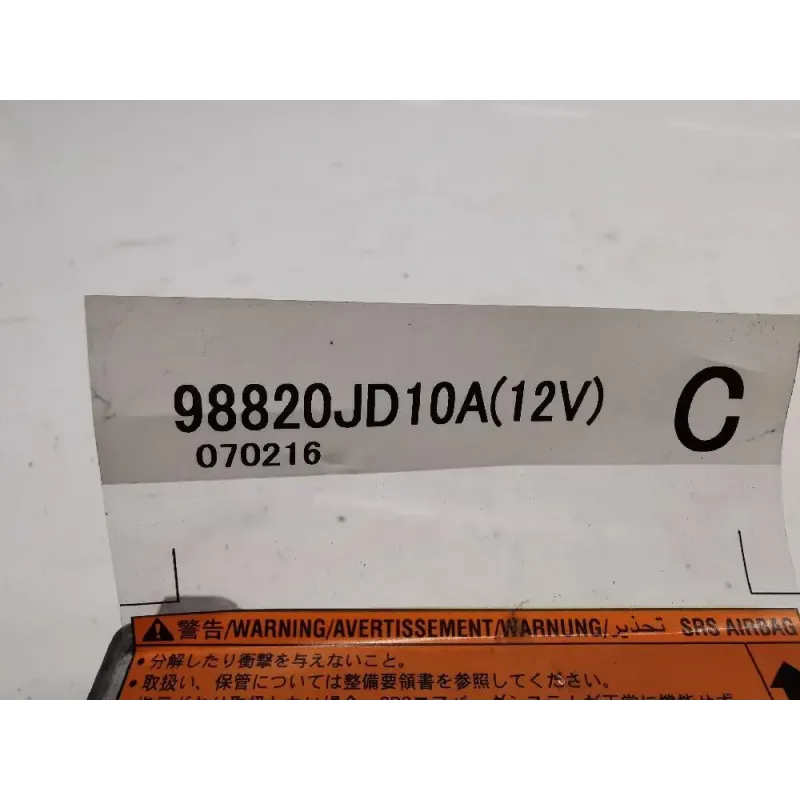 98820JD10A(12V) C
070216
警告/WARNING/AVERTISSEMENT/WARNUNG/تحذير SRS AIRBAG
・分解したり衝撃を与えないこと。
・取扱い、保管については整備要領書を参照してください。